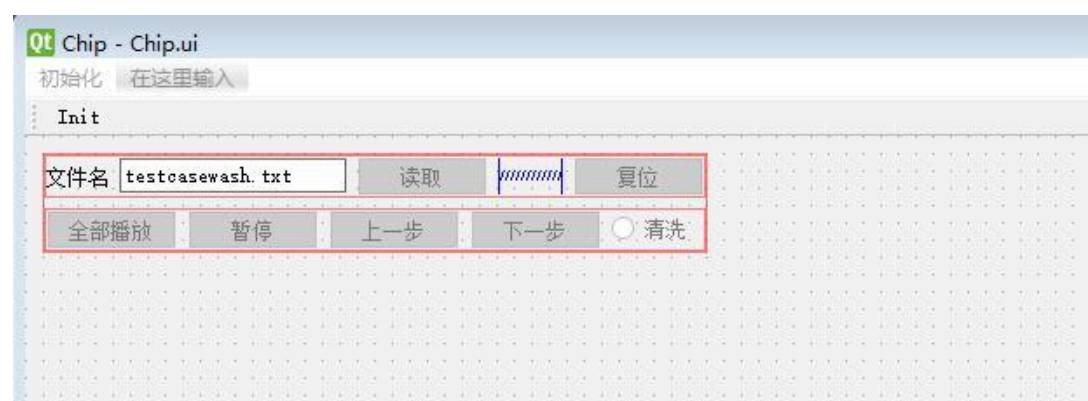 Qt Chip - Chip.ui
初始化 在这里输入
Init
文件名 testcasewash.txt 读取 复位
全部播放 暂停 上一步 下一步 清洗